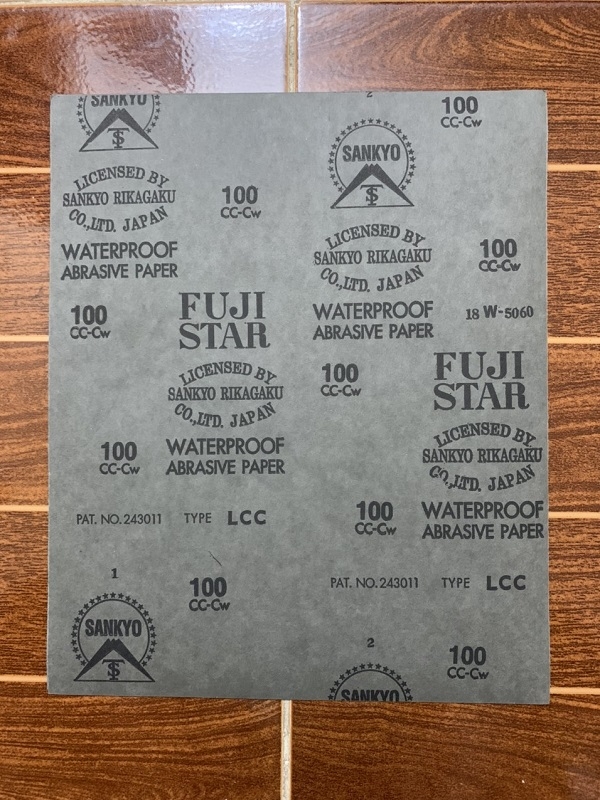 SANKYO
TS
LICENSED BY
SANKYO RIKAGAKU
CO.,LTD. JAPAN
WATERPROOF
ABRASIVE PAPER
100
CC-Cw
100
CC-Cw
FUJI
STAR
LICENSED BY
SANKYO RIKAGAKU
CO.,LTD. JAPAN
100
CC-Cw
WATERPROOF
ABRASIVE PAPER
PAT. NO. 243011 TYPE LCC
1
SANKYO
TS
100
CC-Cw
2
100
CC-Cw
SANKYO
TS
LICENSED BY
SANKYO RIKAGAKU
CO.,LTD. JAPAN
100
CC-Cw
WATERPROOF
ABRASIVE PAPER
18 W-5060
100
CC-Cw
FUJI
STAR
LICENSED BY
SANKYO RIKAGAKU
CO.,LTD. JAPAN
100
CC-Cw
WATERPROOF
ABRASIVE PAPER
PAT. NO. 243011 TYPE LCC
2
SANKYO
100
CC-Cw